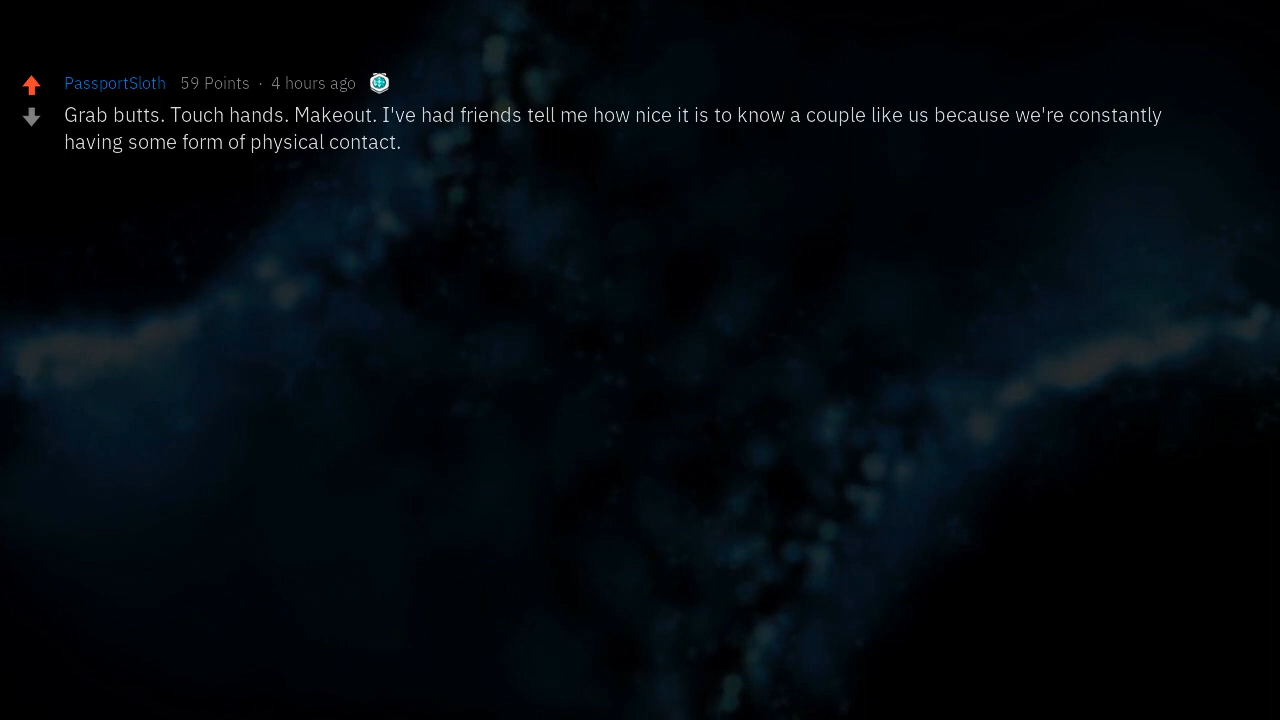 PassportSloth 59 Points · 4 hours ago
Grab butts. Touch hands. Makeout. I've had friends tell me how nice it is to know a couple like us because we're constantly
having some form of physical contact.